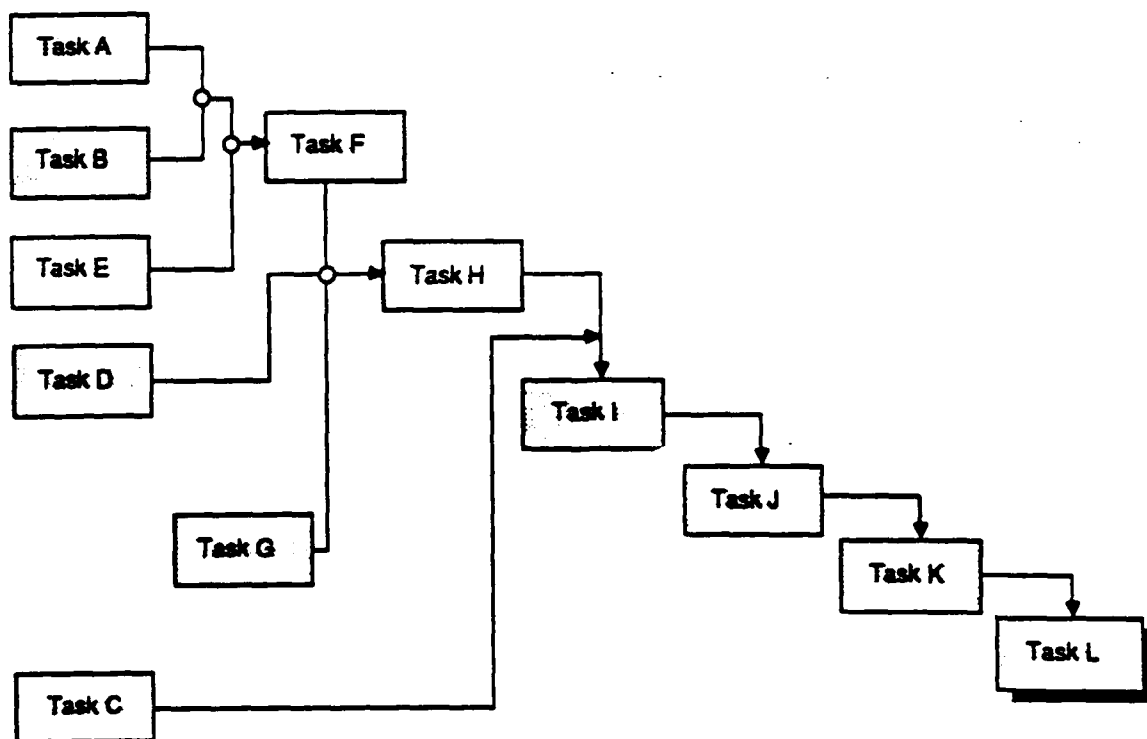 Task A
Task B
Task F
Task E
Task H
Task D
Task I
Task J
Task G
Task K
Task L
Task C